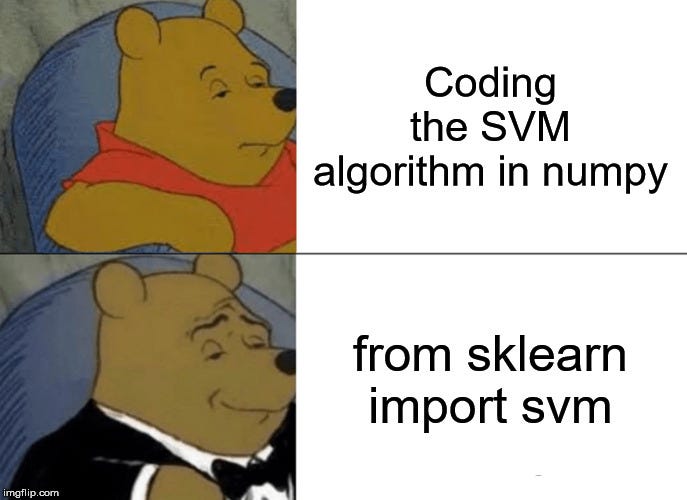 Coding
the SVM
algorithm in numpy
from sklearn
import svm
imgflip.com